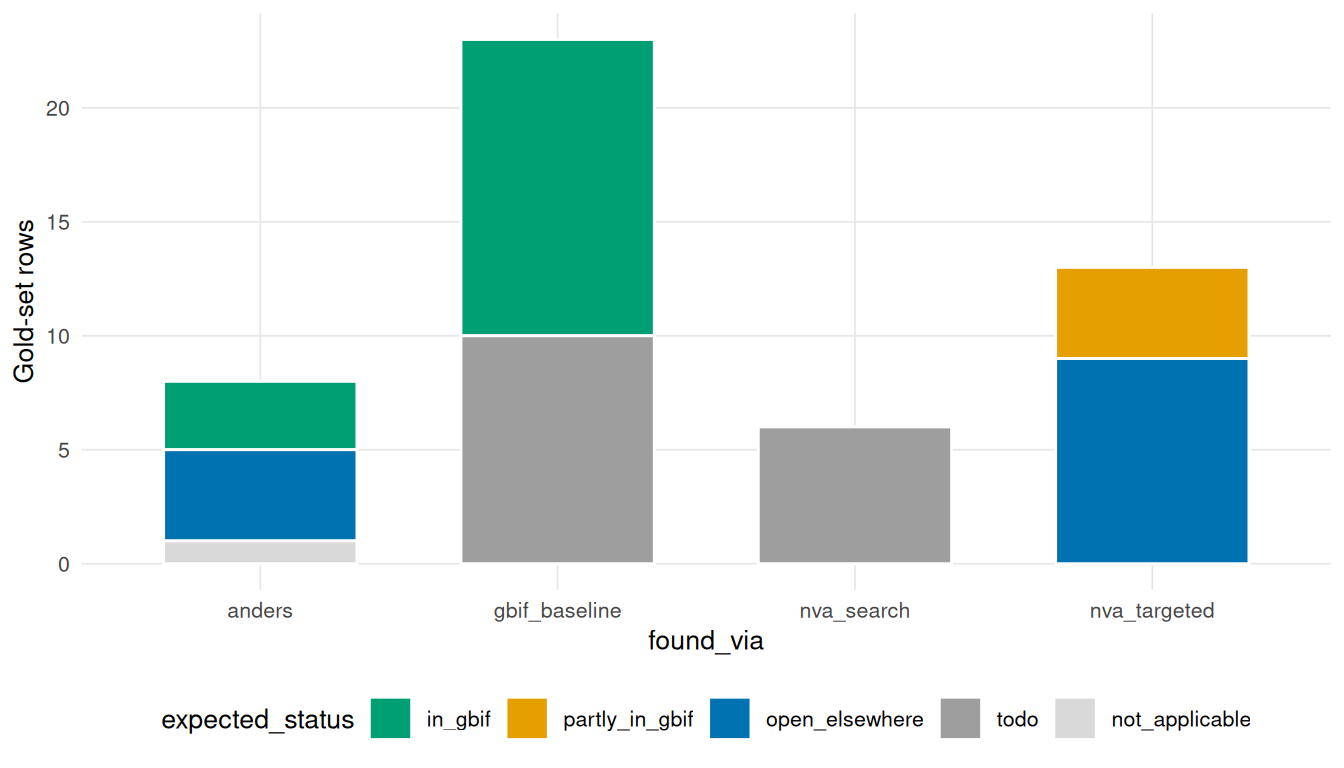 20
15
10
5
0
Gold-set rows
anders gbif_baseline nva_search nva_targeted
found_via
expected_status in_gbif partly_in_gbif open_elsewhere todo not_applicable